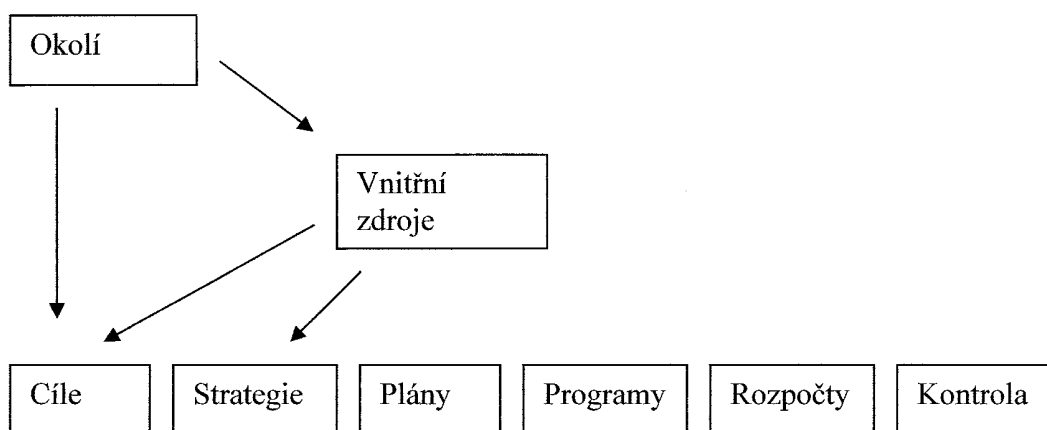 Okolí
Vnitřní
zdroje
Cíle Strategie Plány Programy Rozpočty Kontrola